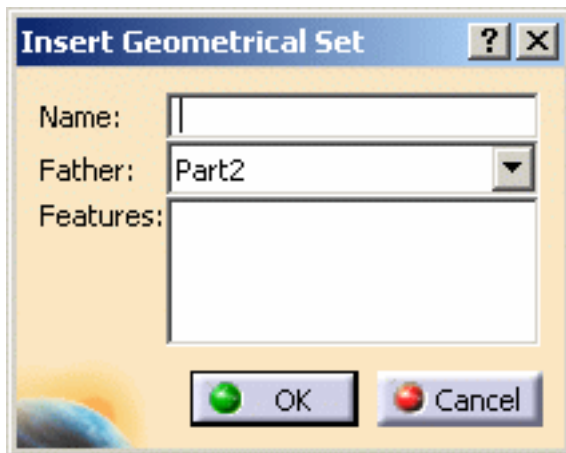 Insert Geometrical Set ? X
Name:
Father: Part2
Features:
OK Cancel